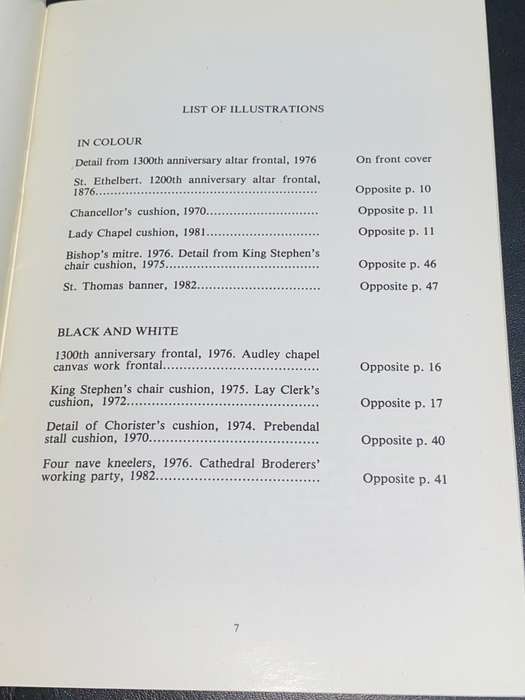 LIST OF ILLUSTRATIONS
IN COLOUR
Detail from 1300th anniversary altar frontal, 1976 On front cover
St. Ethelbert. 1200th anniversary altar frontal,
1876................................................... Opposite p. 10
Chancellor's cushion, 1970.......................... Opposite p. 11
Lady Chapel cushion, 1981.......................... Opposite p. 11
Bishop's mitre. 1976. Detail from King Stephen's
chair cushion, 1975................................... Opposite p. 46
St. Thomas banner, 1982............................ Opposite p. 47
BLACK AND WHITE
1300th anniversary frontal, 1976. Audley chapel
canvas work frontal................................... Opposite p. 16
King Stephen's chair cushion, 1975. Lay Clerk's
cushion, 1972........................................... Opposite p. 17
Detail of Chorister's cushion, 1974. Prebendal
stall cushion, 1970..................................... Opposite p. 40
Four nave kneelers, 1976. Cathedral Broderers'
working party, 1982.................................... Opposite p. 41
7